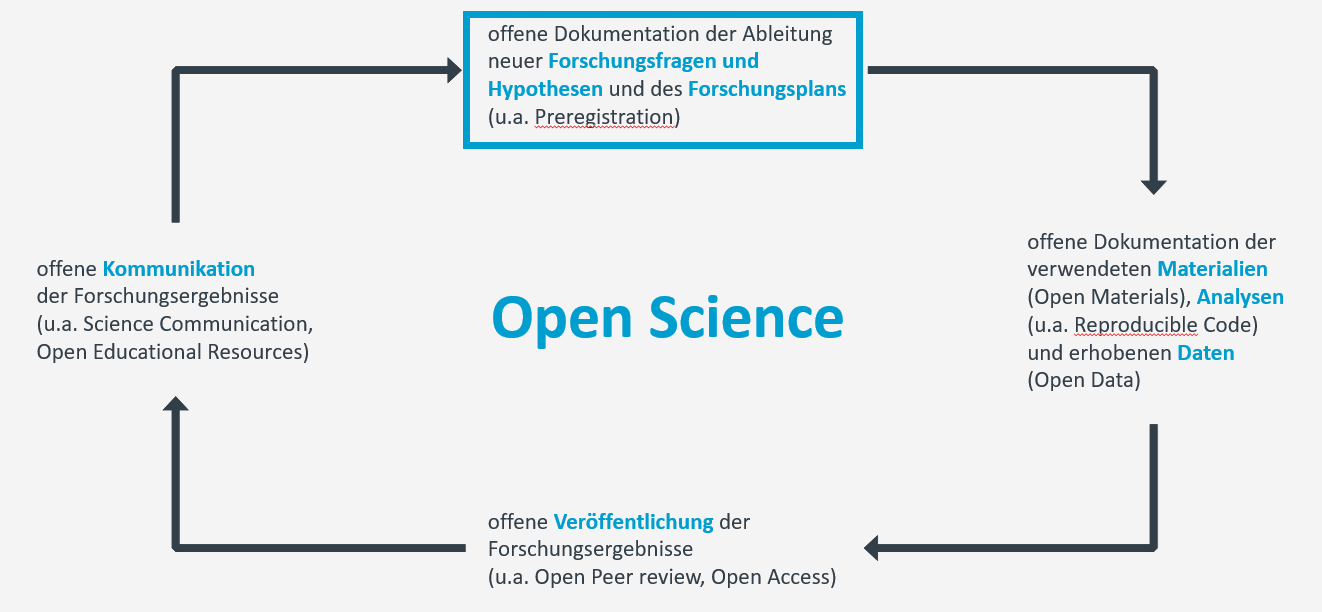 offene Dokumentation der Ableitung
neuer Forschungsfragen und
Hypothesen und des Forschungsplans
(u.a. Preregistration)
offene Dokumentation der
verwendeten Materialien
(Open Materials), Analysen
(u.a. Reproducible Code)
und erhobenen Daten
(Open Data)
offene Veröffentlichung der
Forschungsergebnisse
(u.a. Open Peer review, Open Access)
offene Kommunikation
der Forschungsergebnisse
(u.a. Science Communication,
Open Educational Resources)
Open Science